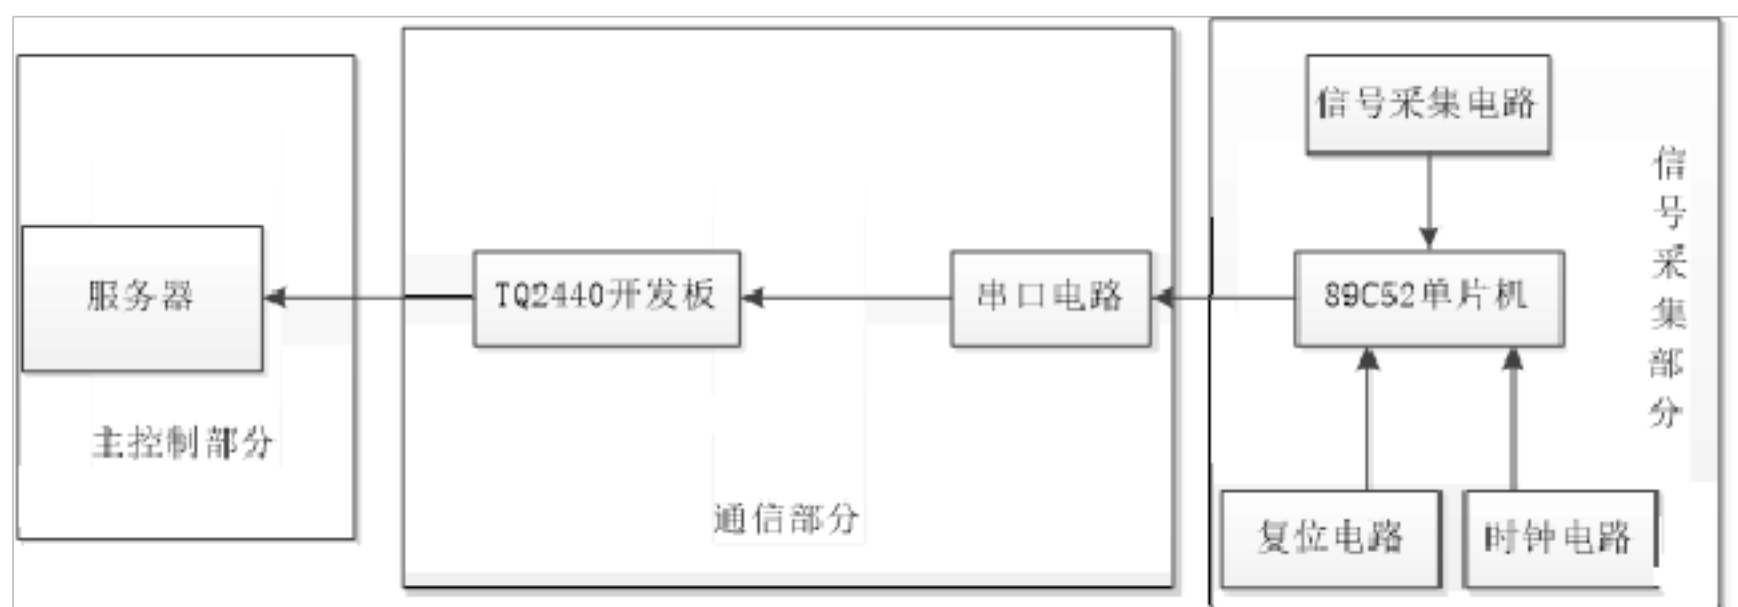 信号采集电路
服务器
TQ2440开发板
串口电路
89C52单片机
信号采集部分
主控制部分
通信部分
复位电路
时钟电路